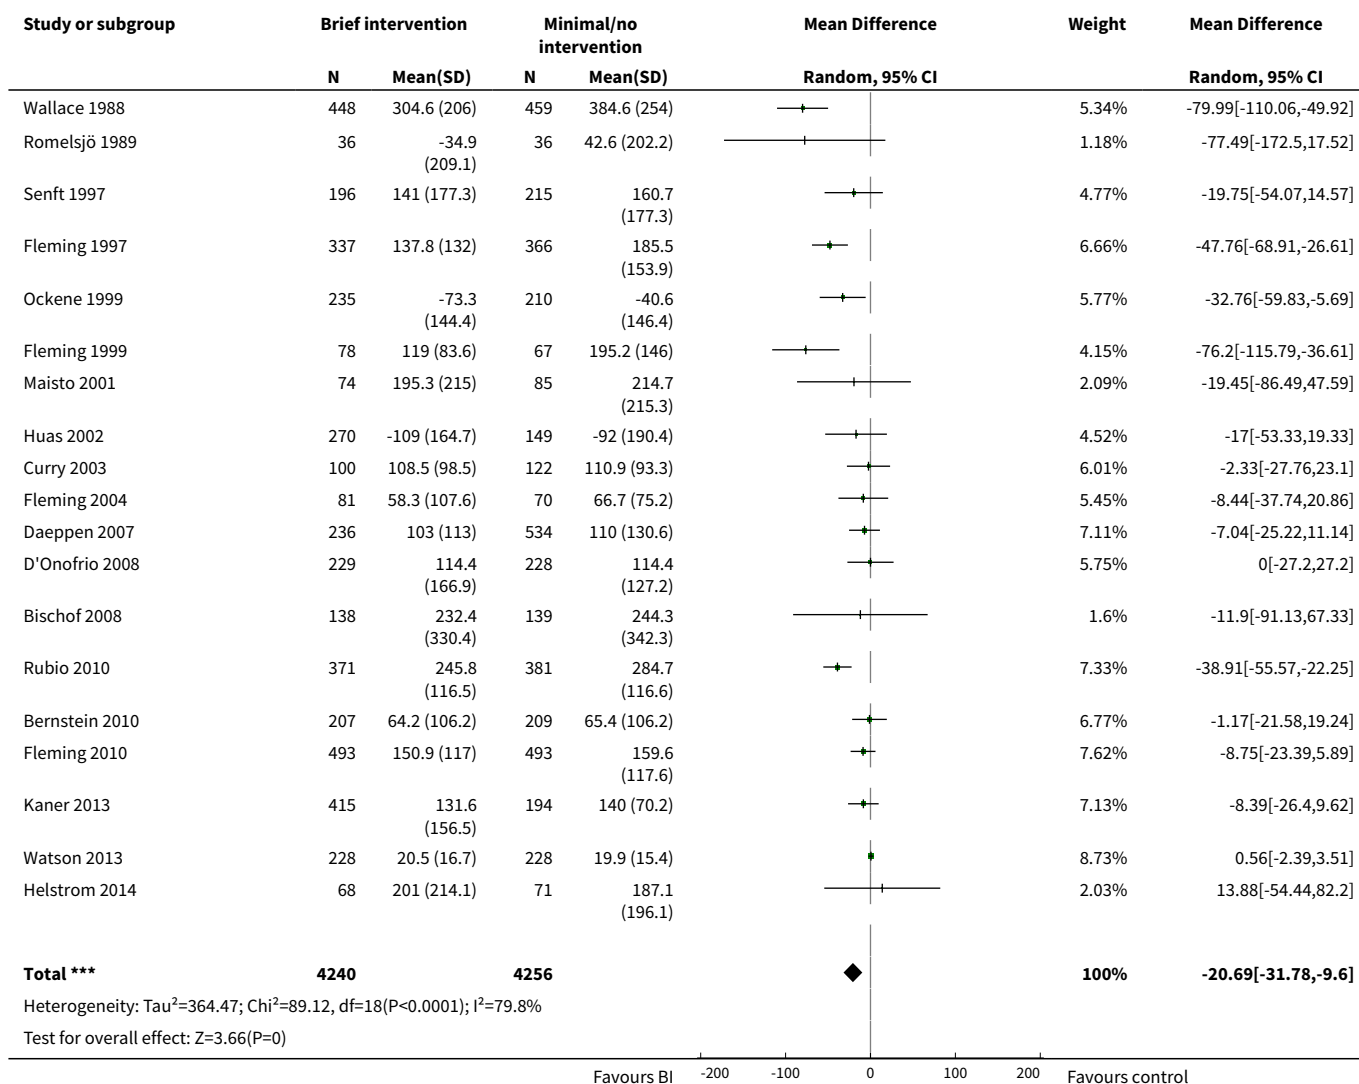 Study or subgroup Brief intervention Minimal/no intervention Mean Difference Weight Mean Difference
N Mean(SD) N Mean(SD) Random, 95% CI Random, 95% CI
Wallace 1988 448 304.6 (206) 459 384.6 (254) 5.34% -79.99[-110.06,-49.92]
Romelsjö 1989 36 -34.9 (209.1) 36 42.6 (202.2) 1.18% -77.49[-172.5,17.52]
Senft 1997 196 141 (177.3) 215 160.7 (177.3) 4.77% -19.75[-54.07,14.57]
Fleming 1997 337 137.8 (132) 366 185.5 (153.9) 6.66% -47.76[-68.91,-26.61]
Ockene 1999 235 -73.3 (144.4) 210 -40.6 (146.4) 5.77% -32.76[-59.83,-5.69]
Fleming 1999 78 119 (83.6) 67 195.2 (146) 4.15% -76.2[-115.79,-36.61]
Maisto 2001 74 195.3 (215) 85 214.7 (215.3) 2.09% -19.45[-86.49,47.59]
Huas 2002 270 -109 (164.7) 149 -92 (190.4) 4.52% -17[-53.33,19.33]
Curry 2003 100 108.5 (98.5) 122 110.9 (93.3) 6.01% -2.33[-27.76,23.1]
Fleming 2004 81 58.3 (107.6) 70 66.7 (75.2) 5.45% -8.44[-37.74,20.86]
Daeppen 2007 236 103 (113) 534 110 (130.6) 7.11% -7.04[-25.22,11.14]
D'Onofrio 2008 229 114.4 (166.9) 228 114.4 (127.2) 5.75% 0[-27.2,27.2]
Bischof 2008 138 232.4 (330.4) 139 244.3 (342.3) 1.6% -11.9[-91.13,67.33]
Rubio 2010 371 245.8 (116.5) 381 284.7 (116.6) 7.33% -38.91[-55.57,-22.25]
Bernstein 2010 207 64.2 (106.2) 209 65.4 (106.2) 6.77% -1.17[-21.58,19.24]
Fleming 2010 493 150.9 (117) 493 159.6 (117.6) 7.62% -8.75[-23.39,5.89]
Kaner 2013 415 131.6 (156.5) 194 140 (70.2) 7.13% -8.39[-26.4,9.62]
Watson 2013 228 20.5 (16.7) 228 19.9 (15.4) 8.73% 0.56[-2.39,3.51]
Helstrom 2014 68 201 (214.1) 71 187.1 (196.1) 2.03% 13.88[-54.44,82.2]
Total *** 4240 4256 100% -20.69[-31.78,-9.6]
Heterogeneity: Tau²=364.47; Chi²=89.12, df=18(P<0.0001); I²=79.8%
Test for overall effect: Z=3.66(P=0)
Favours BI -200 -100 0 100 200 Favours control